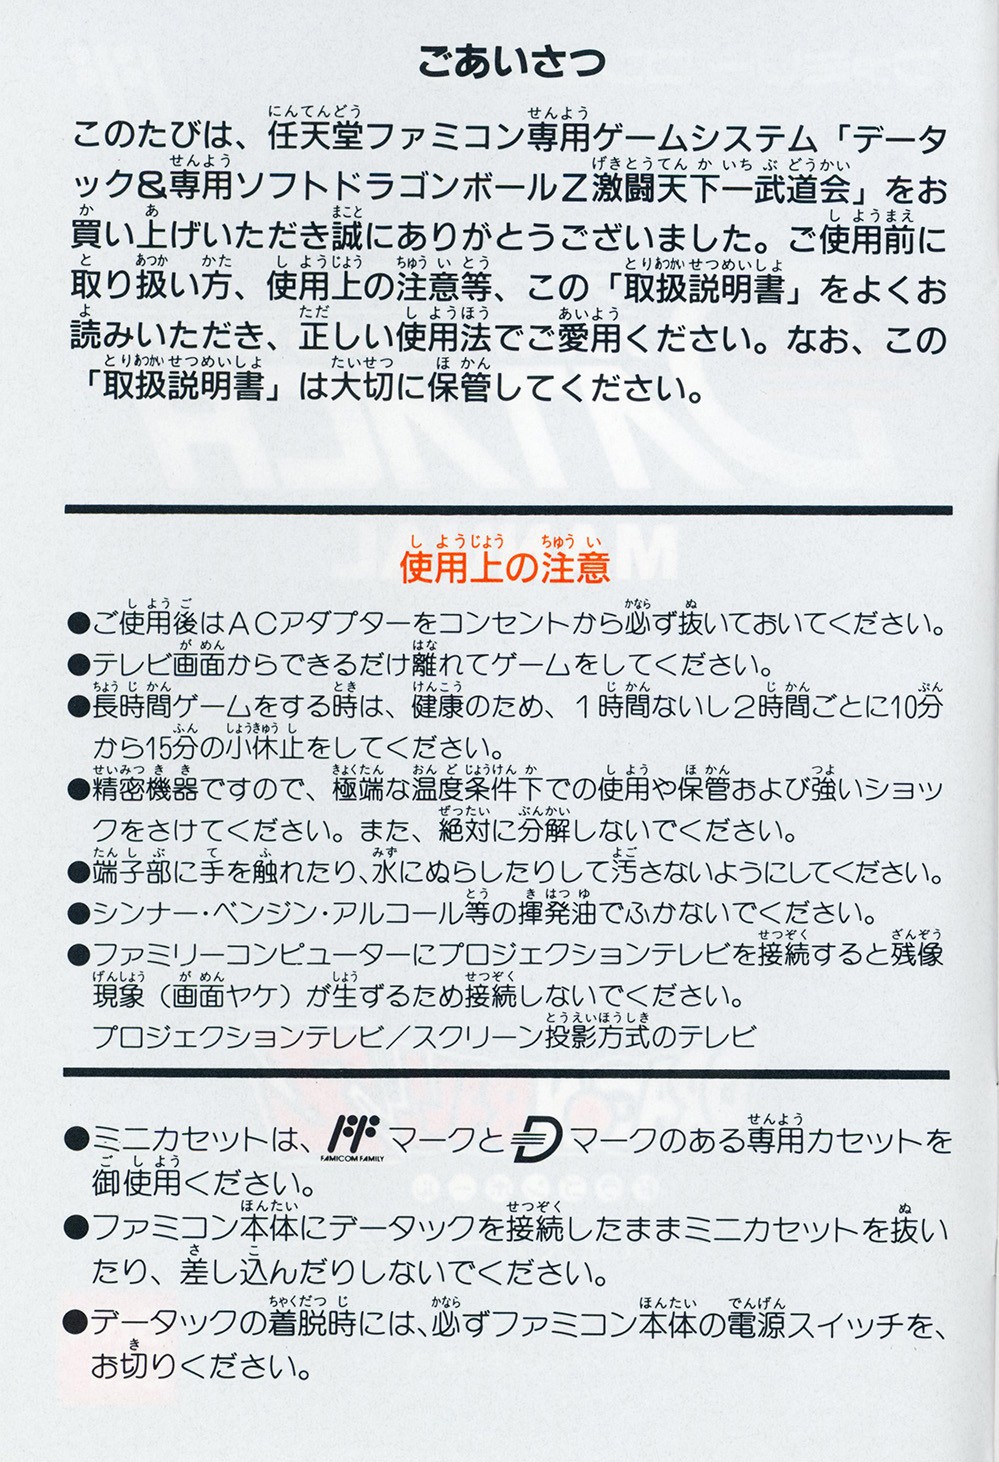 ごあいさつ
このたびは、任天堂ファミコン専用ゲームシステム「データ
ック&専用ソフトドラゴンボールZ激闘天下一武道会」をお
買い上げいただき誠にありがとうございました。ご使用前に
取り扱い方、使用上の注意等、この「取扱説明書」をよくお
読みいただき、正しい使用法でご愛用ください。なお、この
「取扱説明書」は大切に保管してください。
使用上の注意
●ご使用後はACアダプターをコンセントから必ず抜いておいてください。
●テレビ画面からできるだけ離れてゲームをしてください。
●長時間ゲームをする時は、健康のため、1時間ないし2時間ごとに10分
から15分の小休止をしてください。
●精密機器ですので、極端な温度条件下での使用や保管および強いショッ
クをさけてください。また、絶対に分解しないでください。
●端子部に手を触れたり、水にぬらしたりして汚さないようにしてください。
●シンナー・ベンジン・アルコール等の揮発油でふかないでください。
●ファミリーコンピューターにプロジェクションテレビを接続すると残像
現象(画面ヤケ)が生ずるため接続しないでください。
プロジェクションテレビ/スクリーン投影方式のテレビ
●ミニカセットは、FAMICOM FAMILYマークとDマークのある専用カセットを
御使用ください。
●ファミコン本体にデータックを接続したままミニカセットを抜い
たり、差し込んだりしないでください。
●データックの着脱時には、必ずファミコン本体の電源スイッチを、
お切りください。